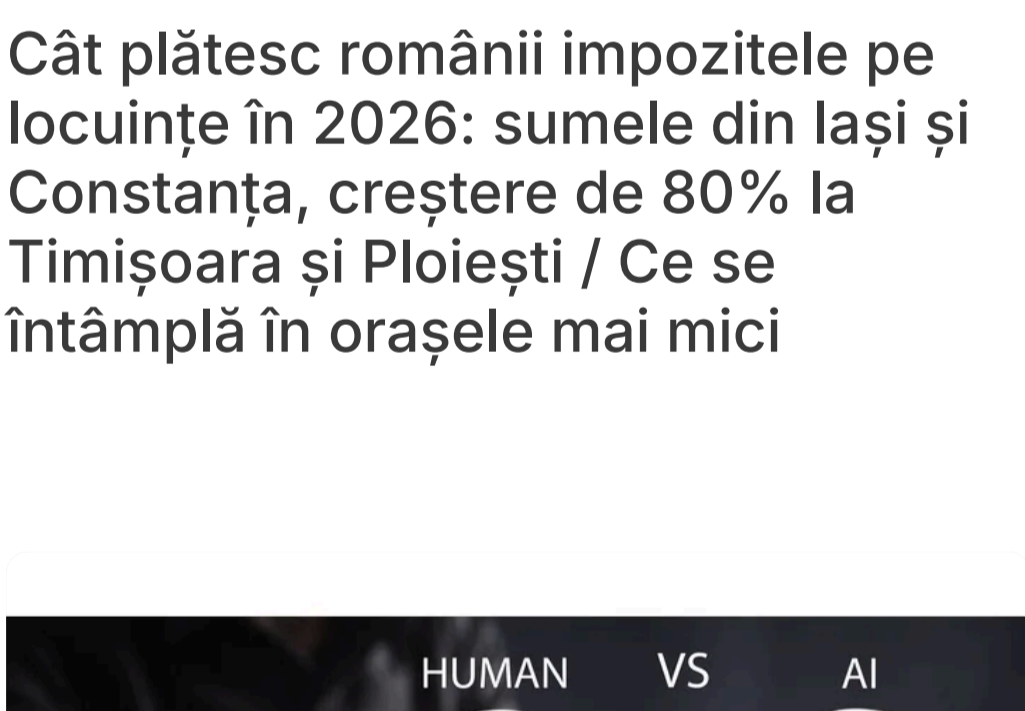 Cât plătesc românii impozitele pe
locuințe în 2026: sumele din Iași și
Constanța, creștere de 80% la
Timișoara și Ploiești / Ce se
întâmplă în orașele mai mici
HUMAN VS AI